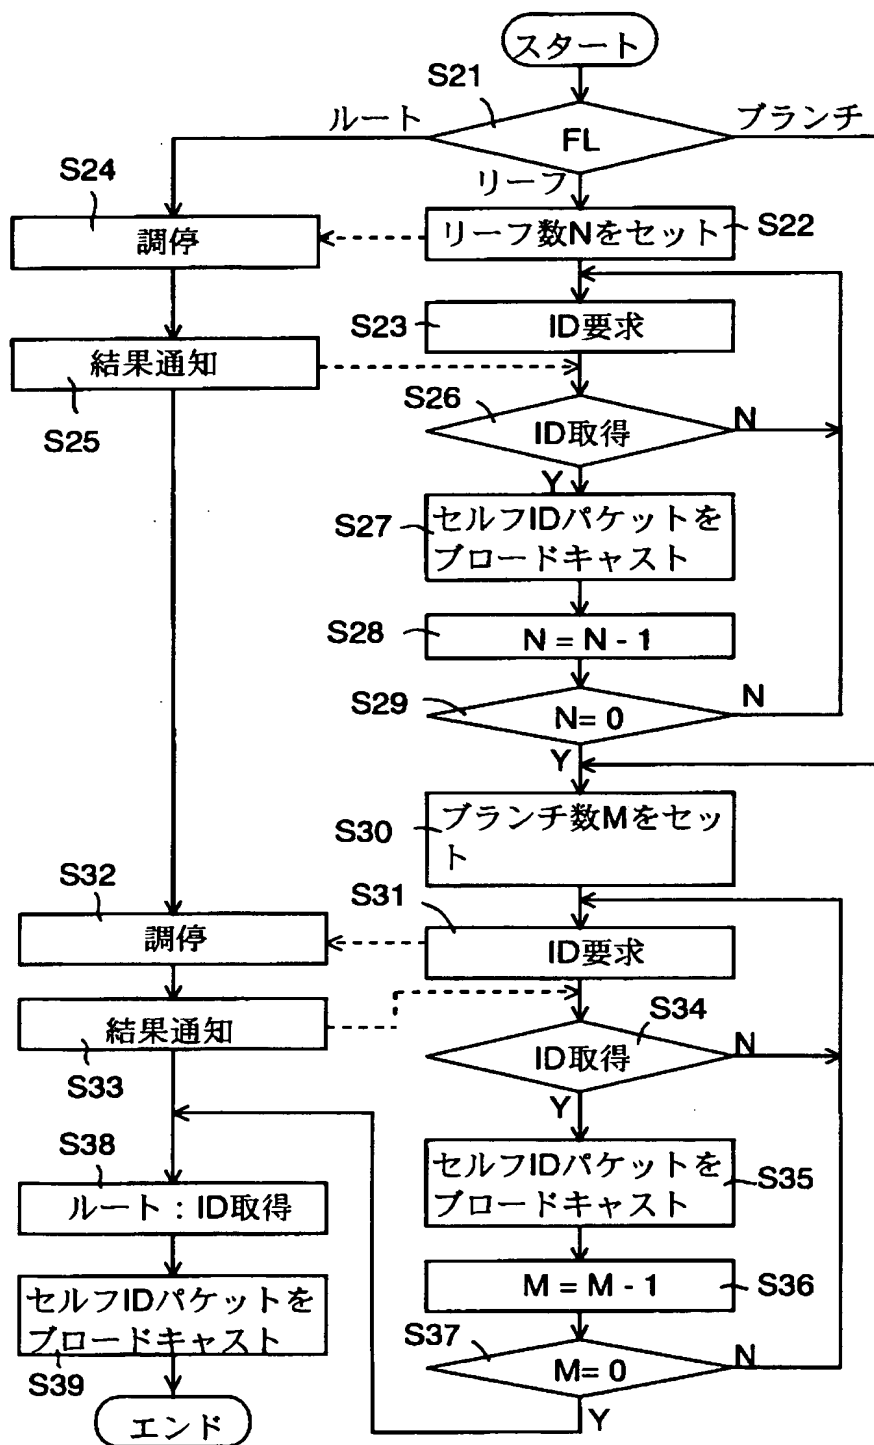 スタート
S21
ルート
FL
ブランチ
リーフ
S24
調停
リーフ数Nをセット
S22
S23
ID要求
結果通知
S25
S26
ID取得
N
Y
S27
セルフIDパケットを
ブロードキャスト
S28
N = N - 1
S29
N= 0
N
Y
S30
ブランチ数Mをセッ
ト
S32
調停
S31
ID要求
結果通知
S33
S34
ID取得
N
Y
S38
ルート：ID取得
セルフIDパケットを
ブロードキャスト
S35
M = M - 1
S36
セルフIDパケットを
ブロードキャスト
S39
S37
M= 0
N
Y
エンド